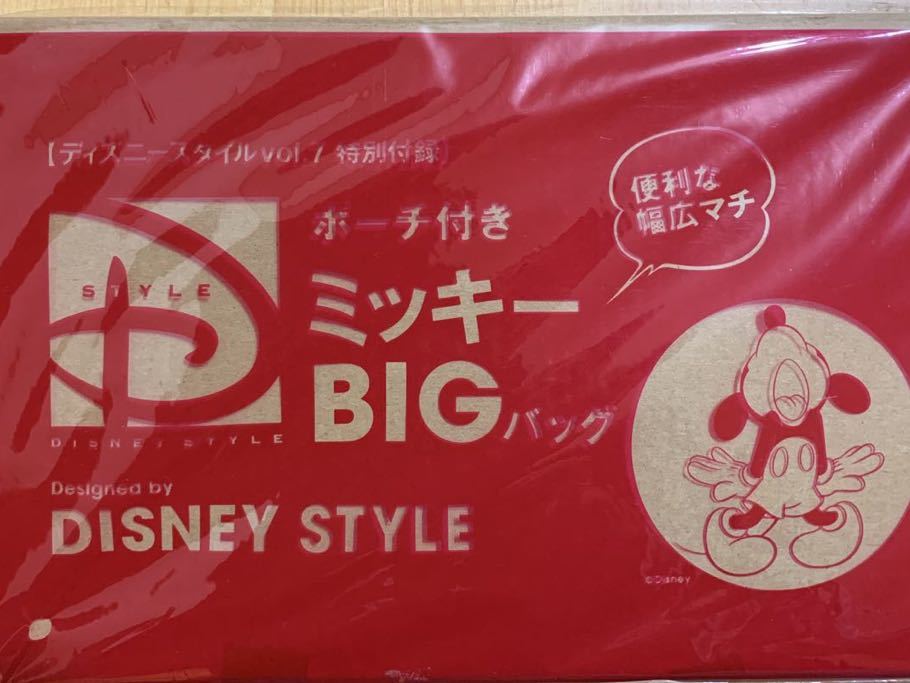 【ディズニースタイルvol.7 特別付録】
ポーチ付き
ミッキー
BIGバッグ
便利な
幅広マチ
STYLE
DISNEY STYLE
Designed by
DISNEY STYLE
©Disney